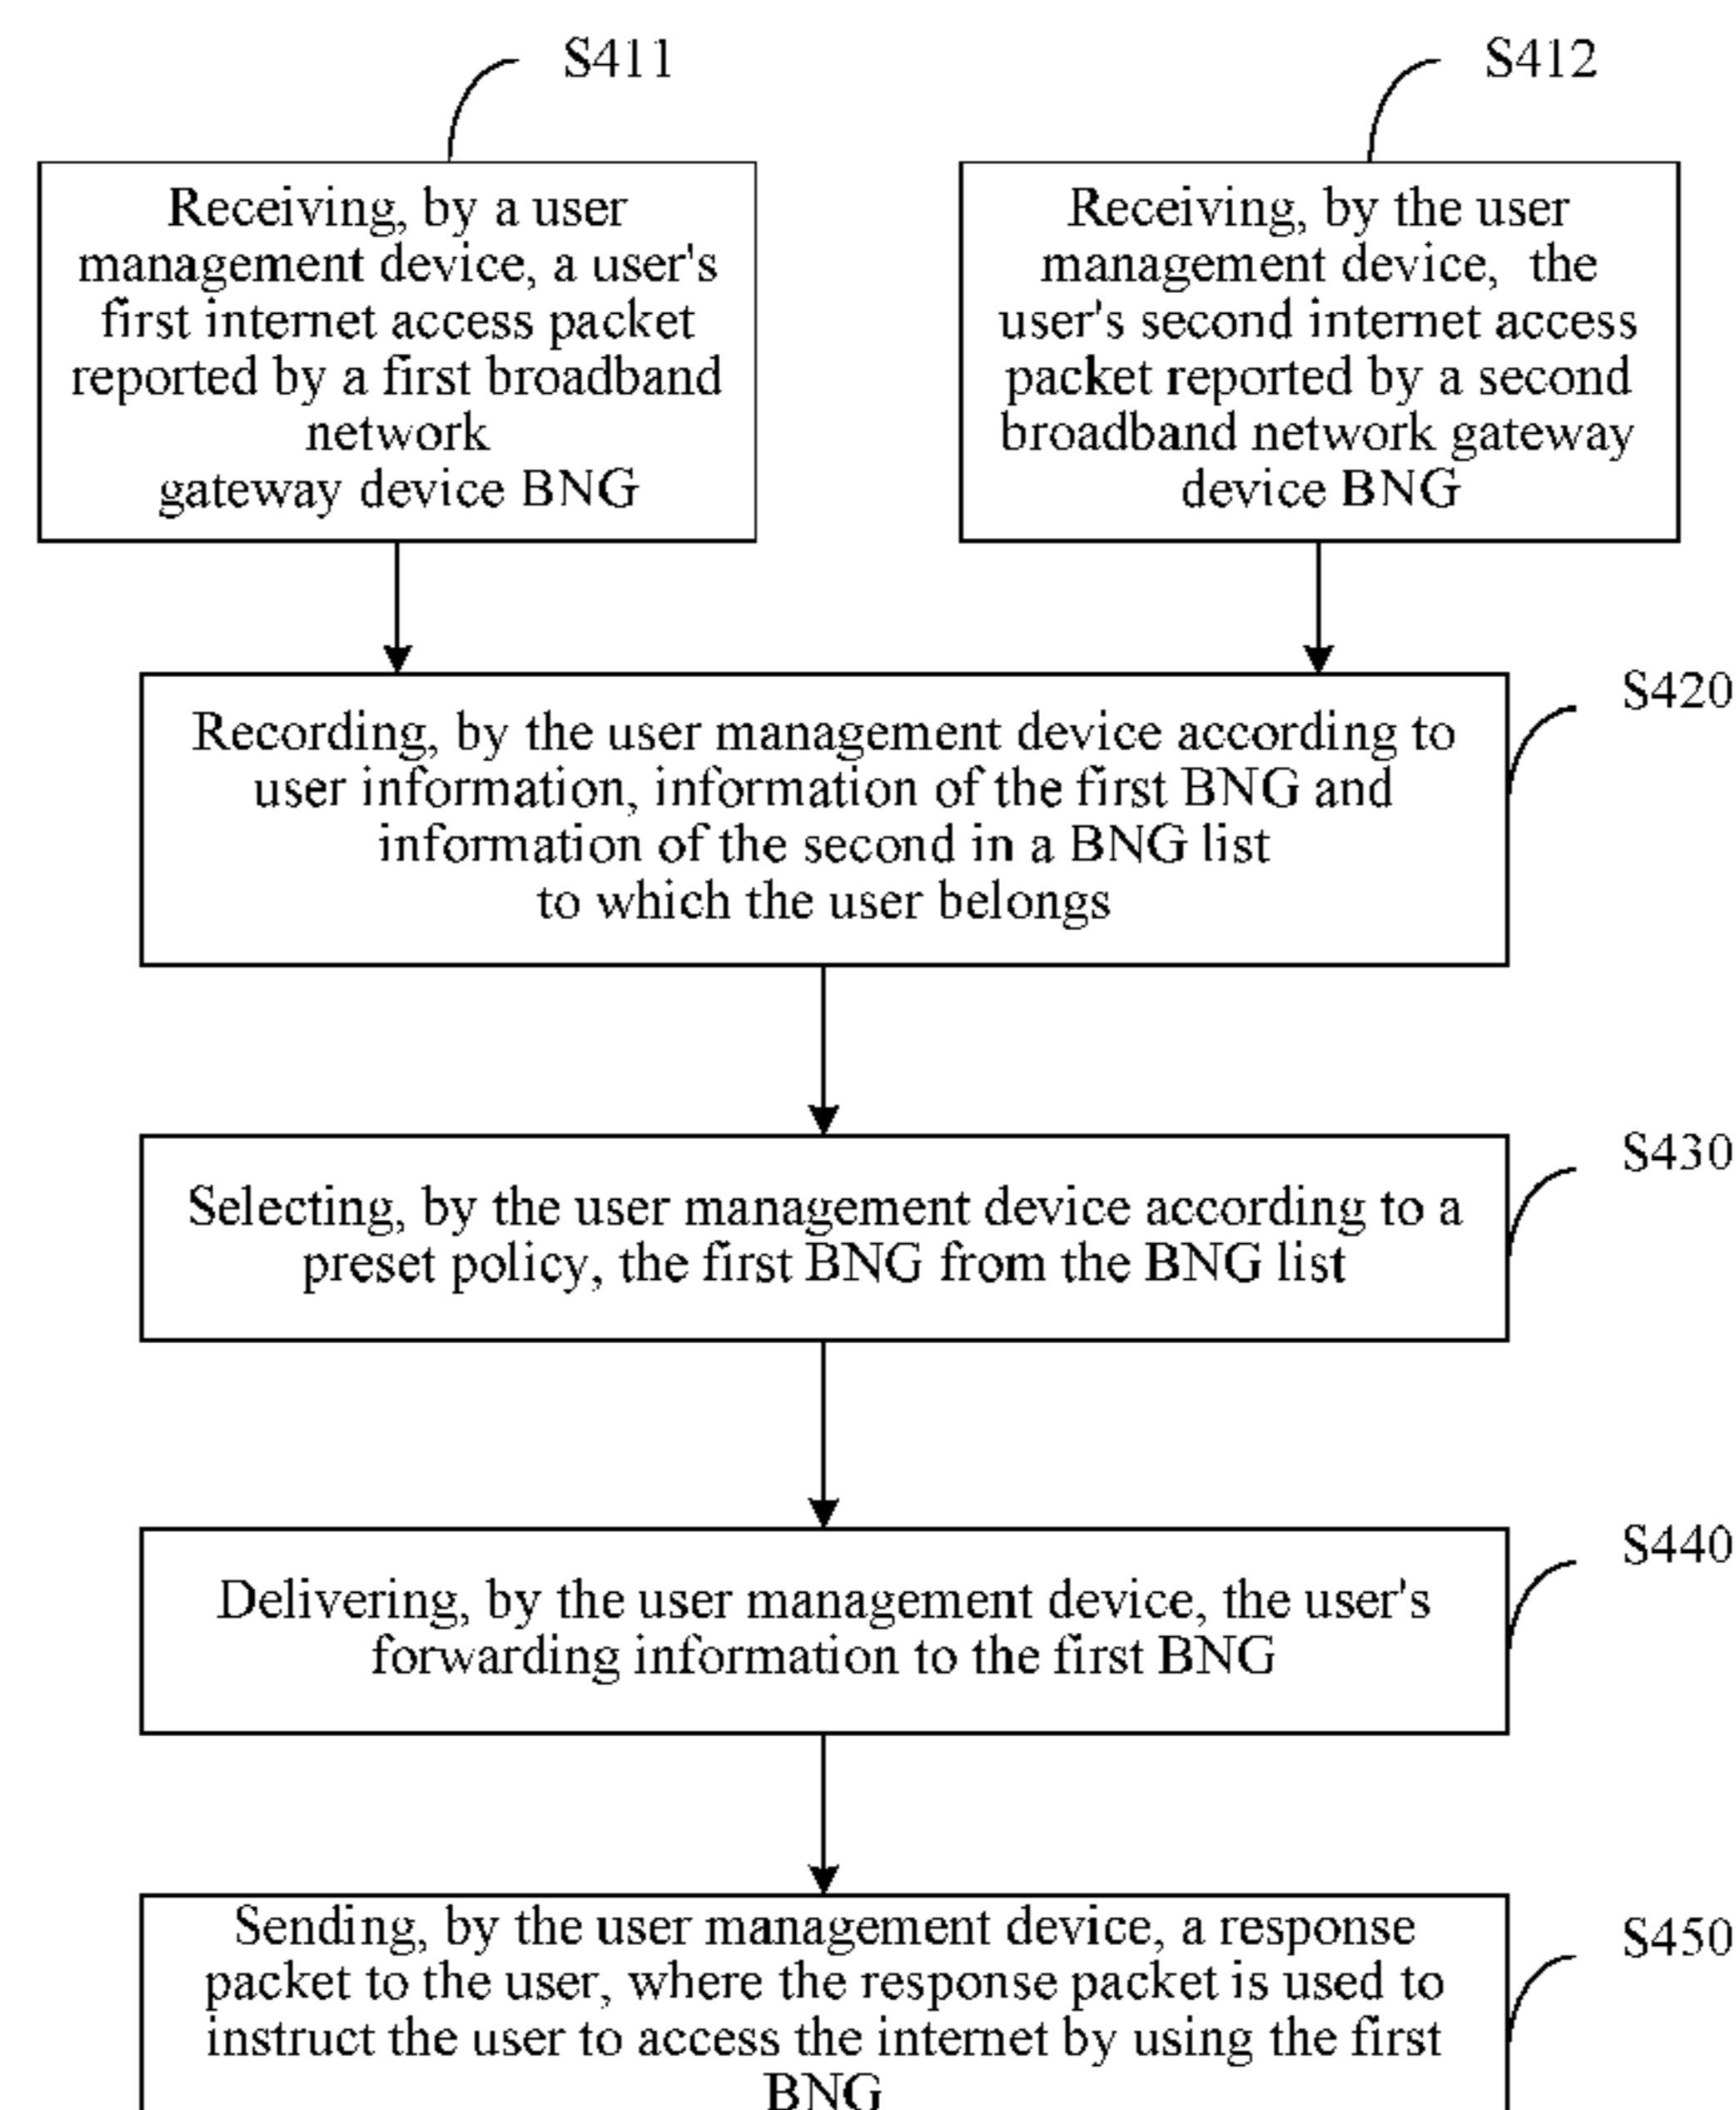 S411
Receiving, by a user
management device, a user's
first internet access packet
reported by a first broadband
network
gateway device BNG
S412
Receiving, by the user
management device, the
user's second internet access
packet reported by a second
broadband network gateway
device BNG
S420
Recording, by the user management device according to
user information, information of the first BNG and
information of the second in a BNG list
to which the user belongs
S430
Selecting, by the user management device according to a
preset policy, the first BNG from the BNG list
S440
Delivering, by the user management device, the user's
forwarding information to the first BNG
S450
Sending, by the user management device, a response
packet to the user, where the response packet is used to
instruct the user to access the internet by using the first
BNG